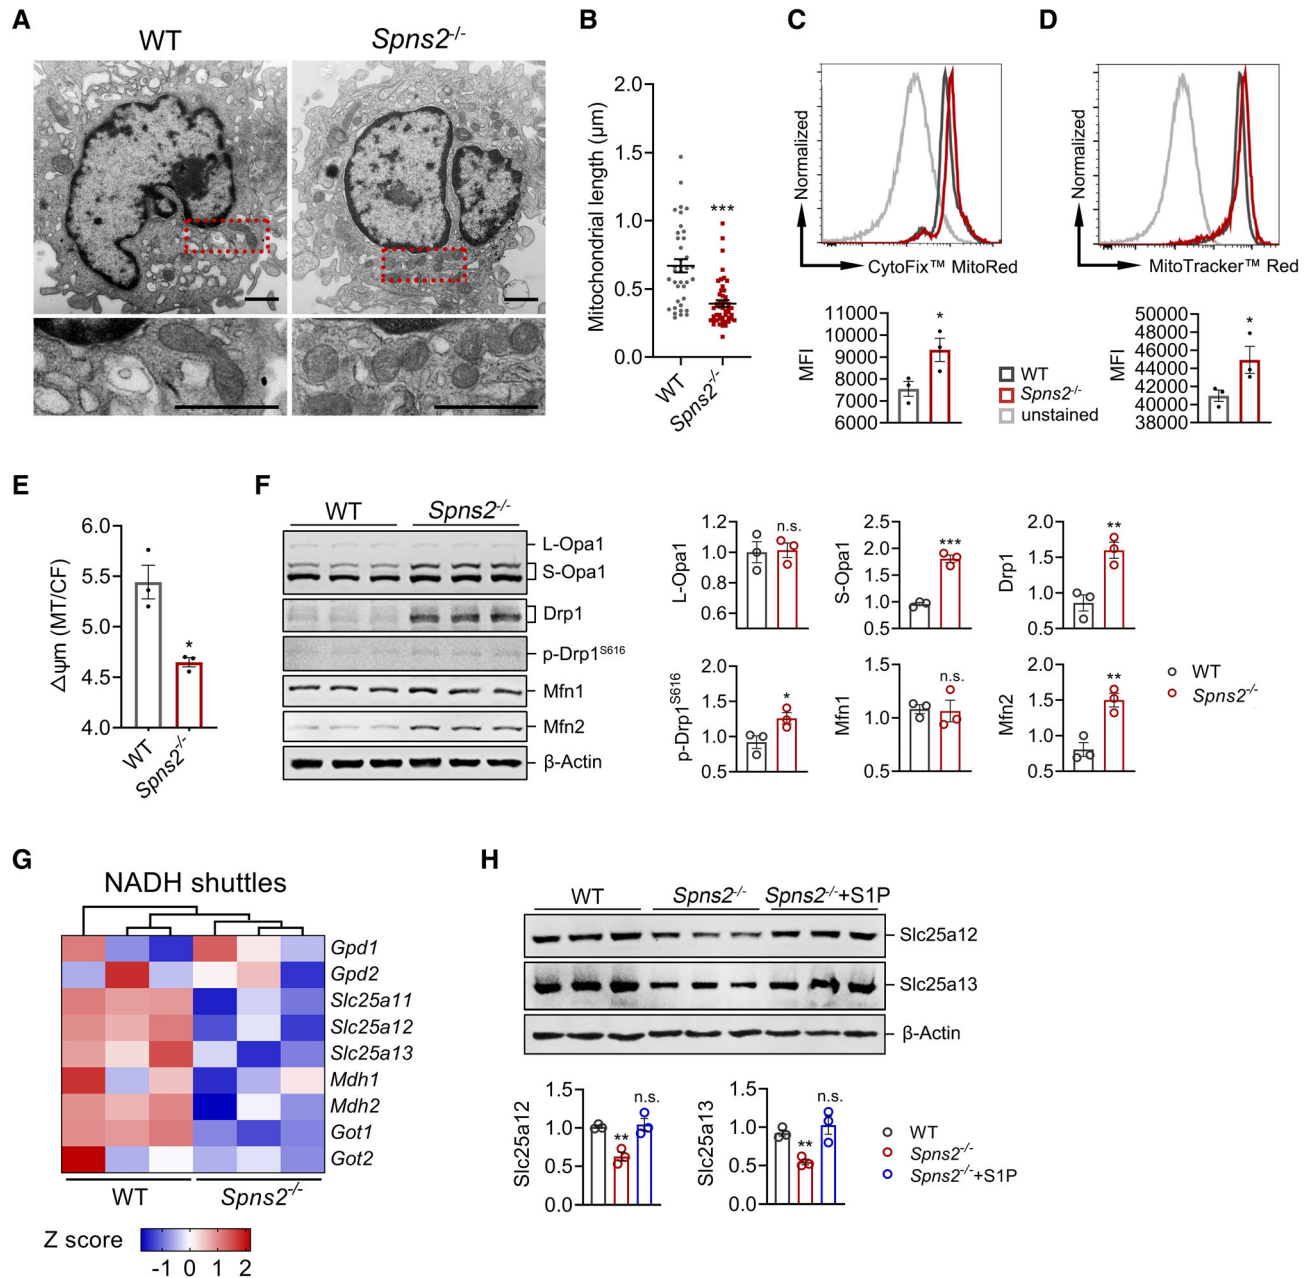 A
WT
Spns2-/-
B
Mitochondrial length (μm)
2.0
1.5
1.0
0.5
0.0
***
WT
Spns2-/-
C
Normalized
CytoFix™ MitoRed
MFI
11000
10000
9000
8000
7000
6000
*
WT
Spns2-/-
unstained
D
Normalized
MitoTracker™ Red
MFI
50000
48000
46000
44000
42000
40000
38000
*
E
△ψm (MT/CF)
6.0
5.5
5.0
4.5
4.0
*
WT
Spns2-/-
F
WT
Spns2-/-
L-Opa1
S-Opa1
Drp1
p-Drp1S616
Mfn1
Mfn2
β-Actin
L-Opa1
1.2
1.0
0.8
0.6
n.s.
S-Opa1
2.5
2.0
1.5
1.0
0.5
***
Drp1
2.0
1.5
1.0
0.5
**
p-Drp1S616
2.0
1.5
1.0
0.5
*
Mfn1
1.5
1.0
0.5
n.s.
Mfn2
2.0
1.5
1.0
0.5
**
WT
Spns2-/-
G
NADH shuttles
Gpd1
Gpd2
Slc25a11
Slc25a12
Slc25a13
Mdh1
Mdh2
Got1
Got2
WT
Spns2-/-
Z score
-1 0 1 2
H
WT
Spns2-/-
Spns2-/-+S1P
Slc25a12
Slc25a13
β-Actin
Slc25a12
1.5
1.0
0.5
0.0
**
n.s.
Slc25a13
1.5
1.0
0.5
0.0
**
n.s.
WT
Spns2-/-
Spns2-/-+S1P